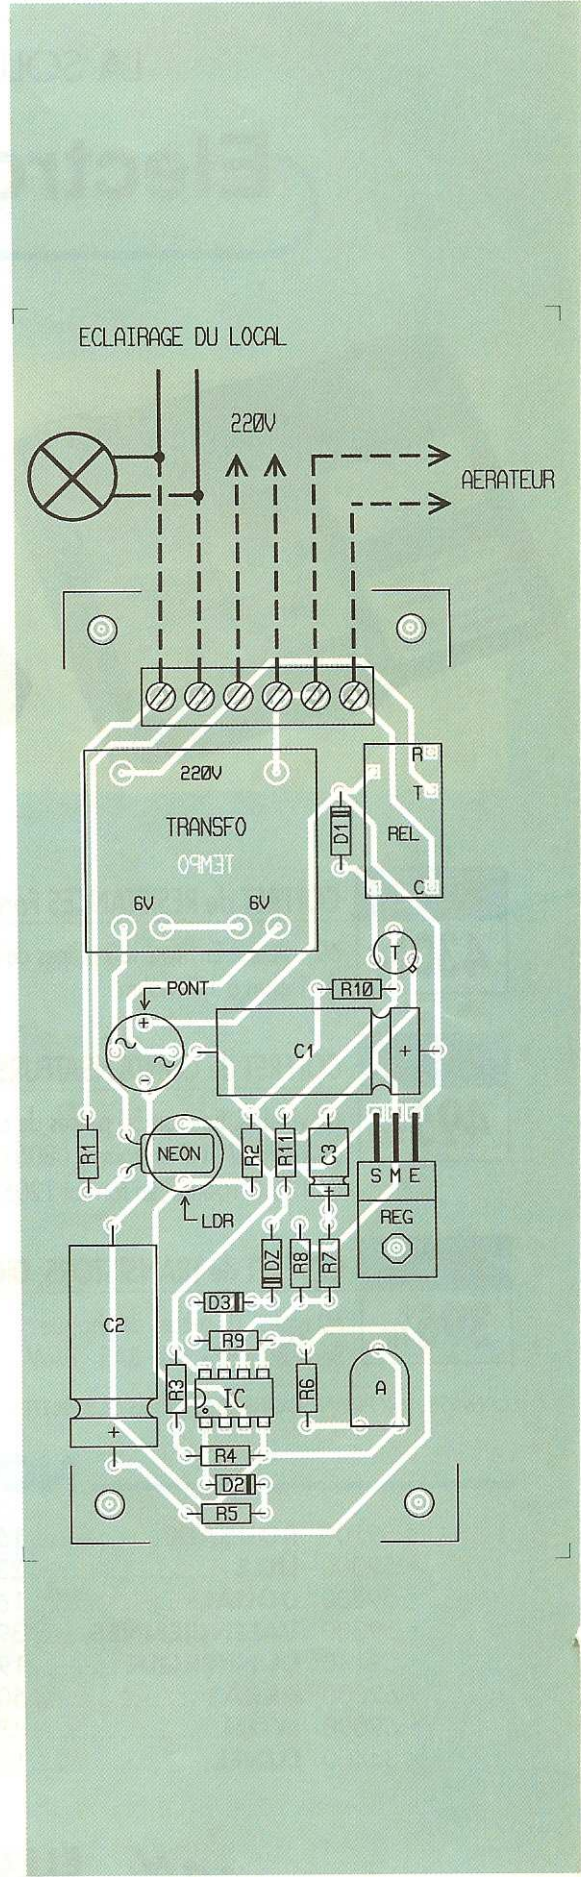 ECLAIRAGE DU LOCAL
220V
AERATEUR
220V
R
T
TRANSFO
D1
REL
TEMPO
C
6V 6V
T
PONT
R10
+
C1
+
-
R1
NEON
R2
R11
C3
+
S M E
LDR
REG
DZ
R8
R7
D3
C2
R9
R3
IC
R6
A
+
R4
D2
R5